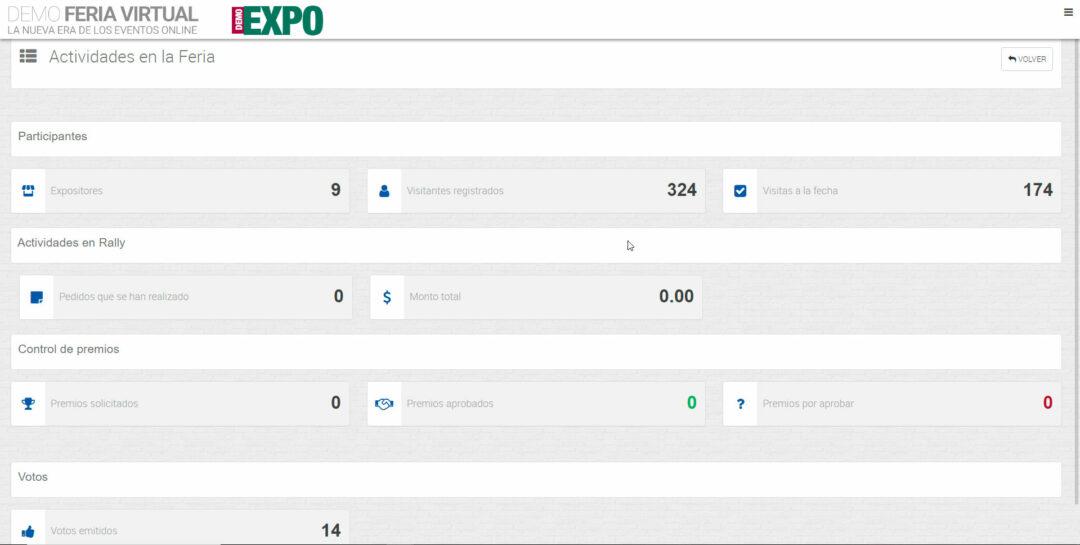 DEMO FERIA VIRTUAL
LA NUEVA ERA DE LOS EVENTOS ONLINE
DEMO EXPO
Actividades en la Feria
VOLVER
Participantes
Expositores 9
Visitantes registrados 324
Visitas a la fecha 174
Actividades en Rally
Pedidos que se han realizado 0
$ Monto total 0.00
Control de premios
Premios solicitados 0
Premios aprobados 0
? Premios por aprobar 0
Votos
Votos emitidos 14